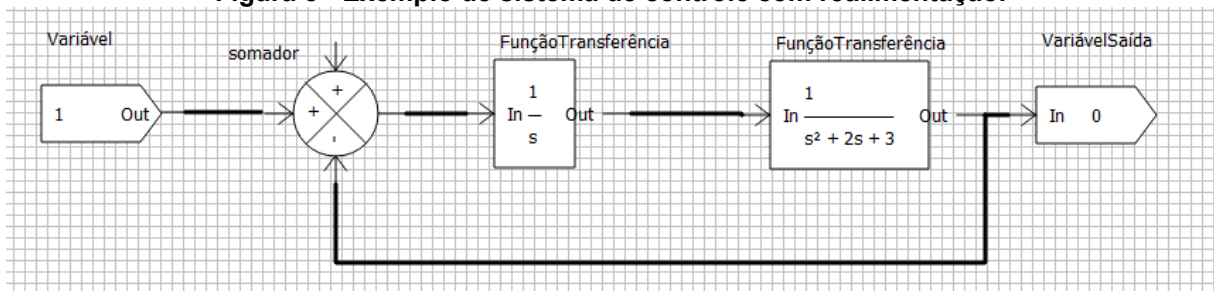 Variável
somador
FunçãoTransferência
FunçãoTransferência
VariávelSaída
1 Out
+
+
-
1
In — Out
s
1
In — Out
s² + 2s + 3
In 0